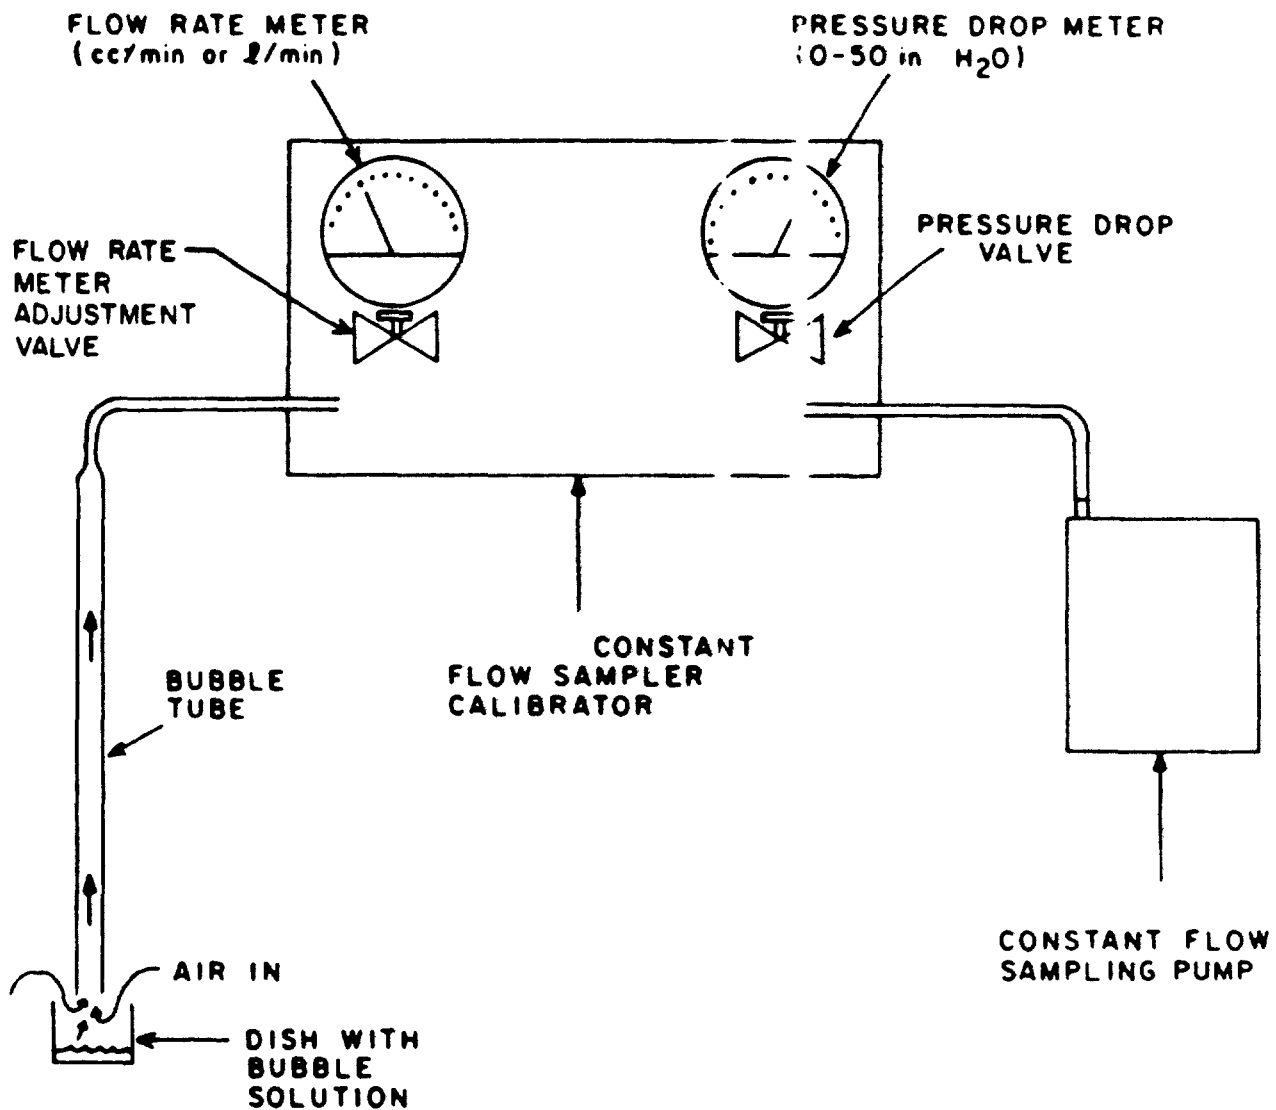 FLOW RATE METER
(cc/min or ℓ/min)
PRESSURE DROP METER
(0-50 in H₂O)
FLOW RATE
METER
ADJUSTMENT
VALVE
PRESSURE DROP
VALVE
CONSTANT
FLOW SAMPLER
CALIBRATOR
BUBBLE
TUBE
CONSTANT FLOW
SAMPLING PUMP
AIR IN
DISH WITH
BUBBLE
SOLUTION